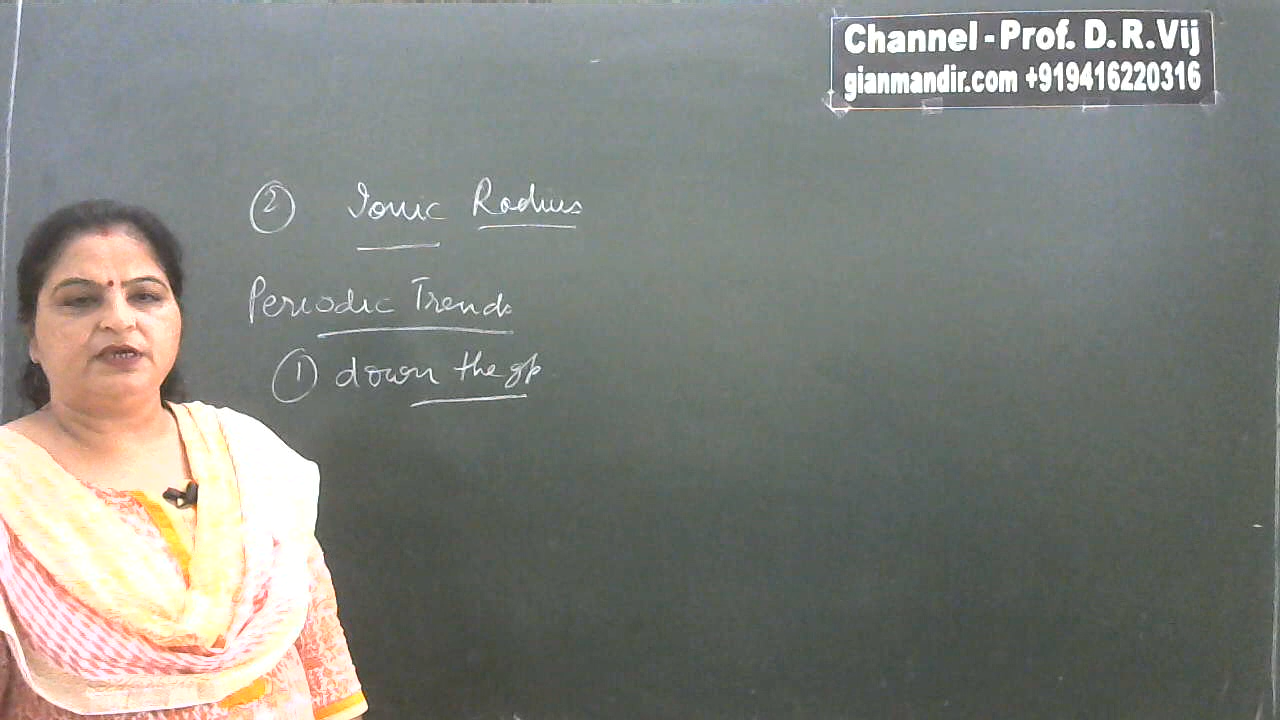 Channel - Prof. D. R. Vij
gianmandir.com +919416220316
② Ionic Radius
Periodic Trends
① down the gp